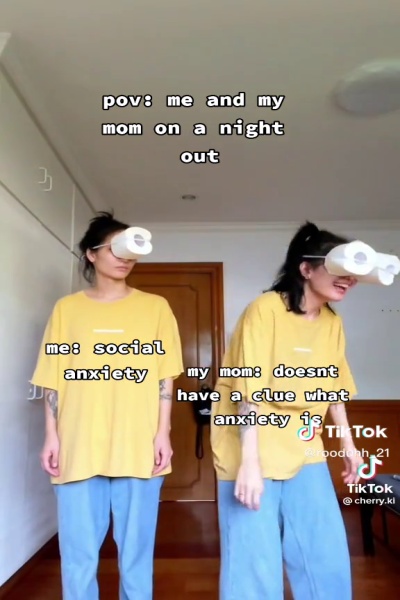 pov: me and my
mom on a night
out
me: social
anxiety
my mom: doesnt
have a clue what
anxiety is
TikTok
TikTok
@ cherry.ki